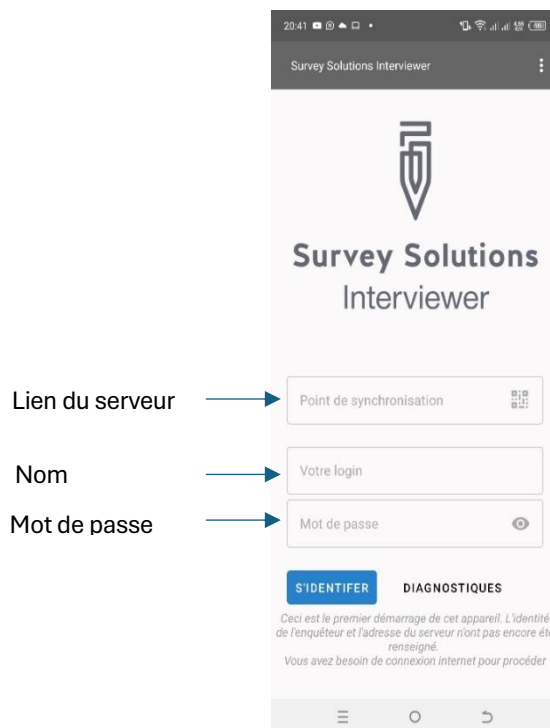 20:41
Survey Solutions Interviewer
Survey Solutions
Interviewer
Lien du serveur
Point de synchronisation
Nom
Votre login
Mot de passe
Mot de passe
S'IDENTIFER
DIAGNOSTIQUES
Ceci est le premier démarrage de cet appareil. L'identité
de l'enquêteur et l'adresse du serveur n'ont pas encore été
renseigné.
Vous avez besoin de connexion internet pour procéder